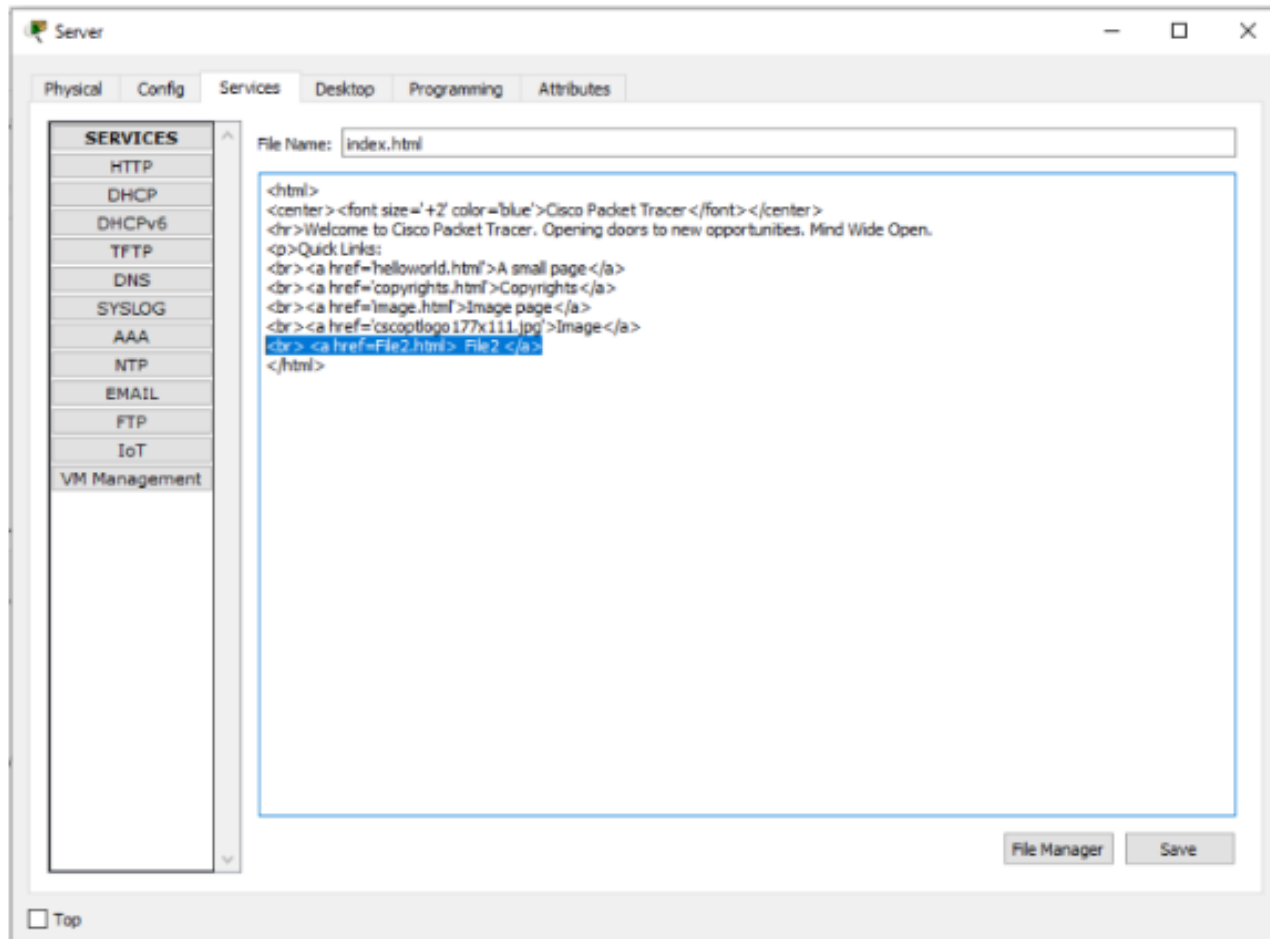 Server
Physical Config Services Desktop Programming Attributes
SERVICES
HTTP
DHCP
DHCPv6
TFTP
DNS
SYSLOG
AAA
NTP
EMAIL
FTP
IoT
VM Management
File Name: index.html
<html>
<center><font size='+2' color='blue'>Cisco Packet Tracer</font></center>
<hr>Welcome to Cisco Packet Tracer. Opening doors to new opportunities. Mind Wide Open.
<p>Quick Links:
<br><a href='helloworld.html'>A small page</a>
<br><a href='copyrights.html'>Copyrights</a>
<br><a href='image.html'>Image page</a>
<br><a href='cscoptlogo177x111.jpg'>Image</a>
<br> <a href=File2.html>  File2 </a>
</html>
File Manager Save
Top